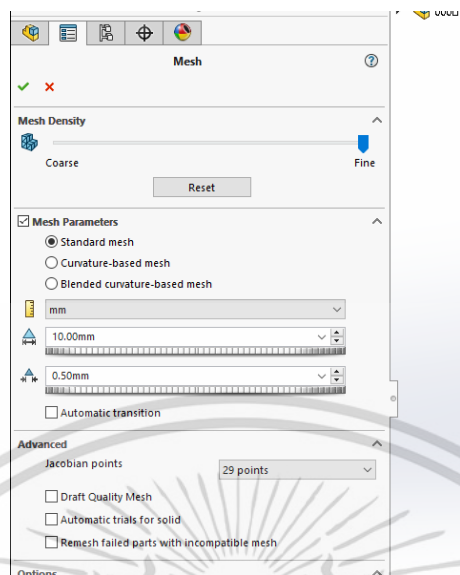 Mesh
Mesh Density
Coarse
Fine
Reset
Mesh Parameters
Standard mesh
Curvature-based mesh
Blended curvature-based mesh
mm
10.00mm
0.50mm
Automatic transition
Advanced
Jacobian points
29 points
Draft Quality Mesh
Automatic trials for solid
Remesh failed parts with incompatible mesh
Options